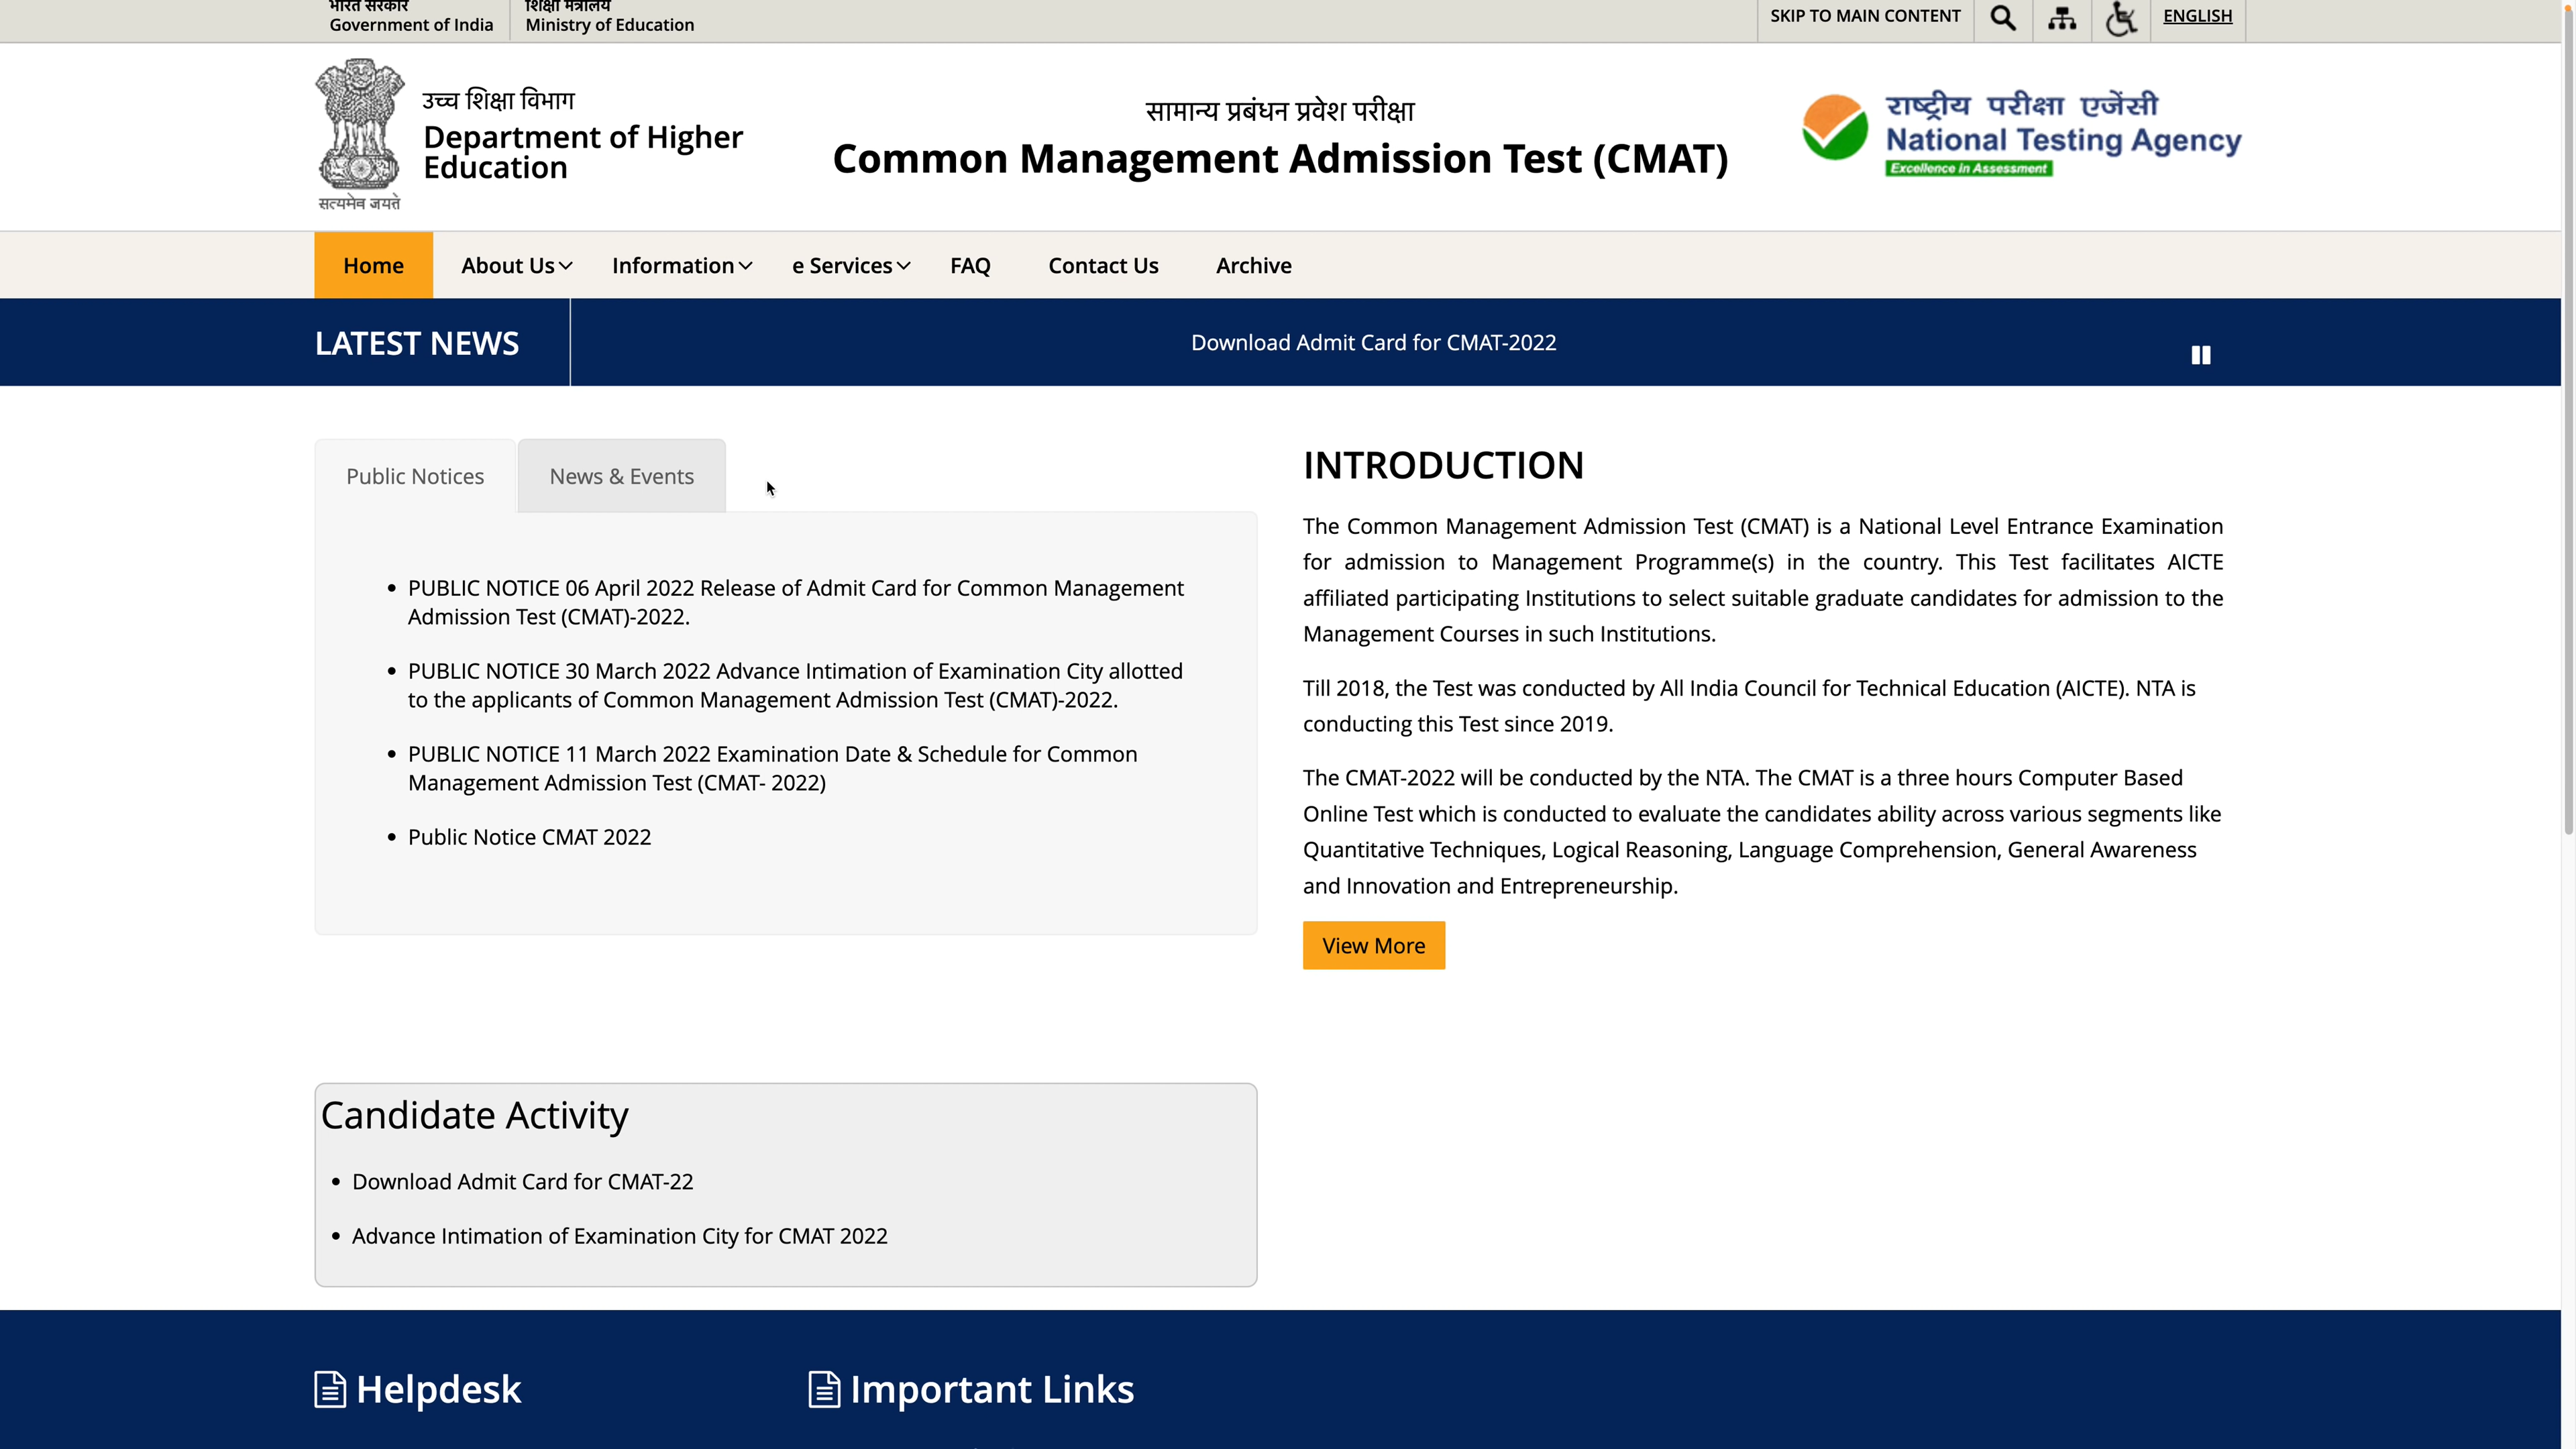 भारत सरकार
Government of India
शिक्षा मंत्रालय
Ministry of Education
SKIP TO MAIN CONTENT
ENGLISH
सत्यमेव जयते
उच्च शिक्षा विभाग
Department of Higher
Education
सामान्य प्रबंधन प्रवेश परीक्षा
Common Management Admission Test (CMAT)
राष्ट्रीय परीक्षा एजेंसी
National Testing Agency
Excellence in Assessment
Home
About Us
Information
e Services
FAQ
Contact Us
Archive
LATEST NEWS
Download Admit Card for CMAT-2022
Public Notices
News & Events
PUBLIC NOTICE 06 April 2022 Release of Admit Card for Common Management
Admission Test (CMAT)-2022.
PUBLIC NOTICE 30 March 2022 Advance Intimation of Examination City allotted
to the applicants of Common Management Admission Test (CMAT)-2022.
PUBLIC NOTICE 11 March 2022 Examination Date & Schedule for Common
Management Admission Test (CMAT- 2022)
Public Notice CMAT 2022
INTRODUCTION
The Common Management Admission Test (CMAT) is a National Level Entrance Examination
for admission to Management Programme(s) in the country. This Test facilitates AICTE
affiliated participating Institutions to select suitable graduate candidates for admission to the
Management Courses in such Institutions.
Till 2018, the Test was conducted by All India Council for Technical Education (AICTE). NTA is
conducting this Test since 2019.
The CMAT-2022 will be conducted by the NTA. The CMAT is a three hours Computer Based
Online Test which is conducted to evaluate the candidates ability across various segments like
Quantitative Techniques, Logical Reasoning, Language Comprehension, General Awareness
and Innovation and Entrepreneurship.
View More
Candidate Activity
Download Admit Card for CMAT-22
Advance Intimation of Examination City for CMAT 2022
Helpdesk
Important Links